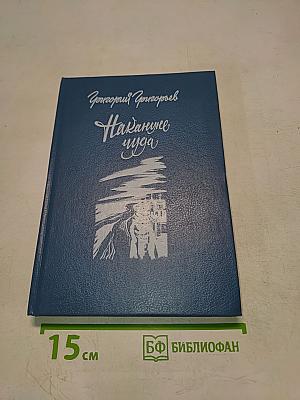 Григорий Григорьев
Накануне
чуда
15 см
БФ БИБЛИОФАН